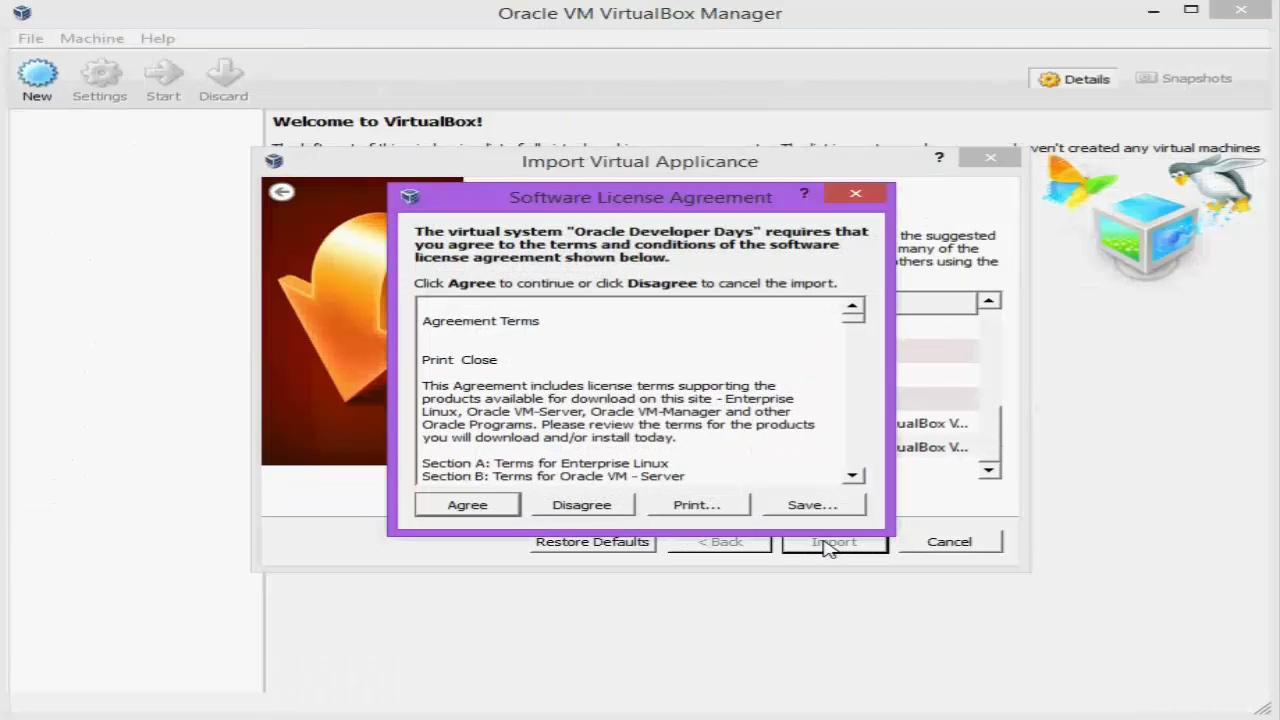 Oracle VM VirtualBox Manager
File Machine Help
New Settings Start Discard
Details Snapshots
Welcome to VirtualBox!
haven't created any virtual machines
Import Virtual Applicance
?
Software License Agreement
?
The virtual system "Oracle Developer Days" requires that
you agree to the terms and conditions of the software
license agreement shown below.
Click Agree to continue or click Disagree to cancel the import.
Agreement Terms
Print Close
This Agreement includes license terms supporting the
products available for download on this site - Enterprise
Linux, Oracle VM-Server, Oracle VM-Manager and other
Oracle Programs. Please review the terms for the products
you will download and/or install today.
Section A: Terms for Enterprise Linux
Section B: Terms for Oracle VM - Server
Agree Disagree Print... Save...
the suggested
many of the
others using the
ualBox V...
ualBox V...
Restore Defaults < Back Import Cancel